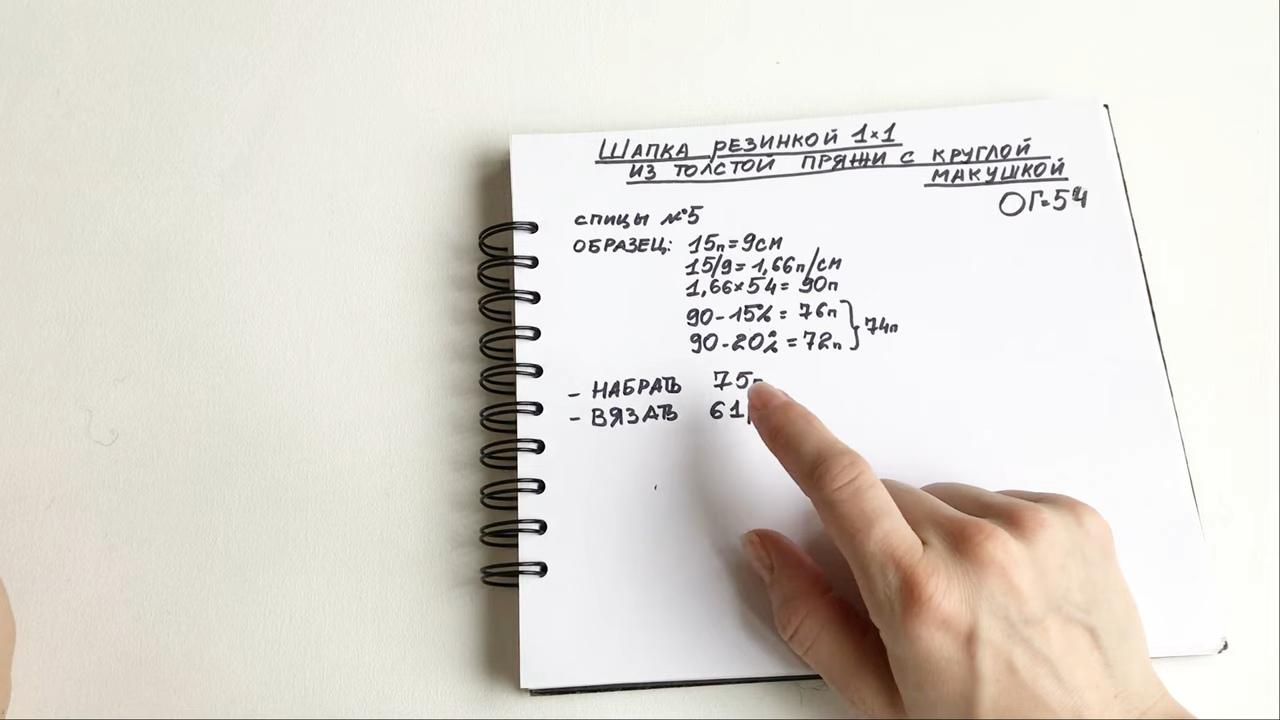 Шапка резинкой 1×1
из толстой пряжи с круглой
макушкой
ОГ=54
спицы №5
образец: 15п=9см
15/9=1,66п/см
1,66×54=90п
90-15%=76п
90-20%=72п } 74п
- набрать 75п
- вязать 61